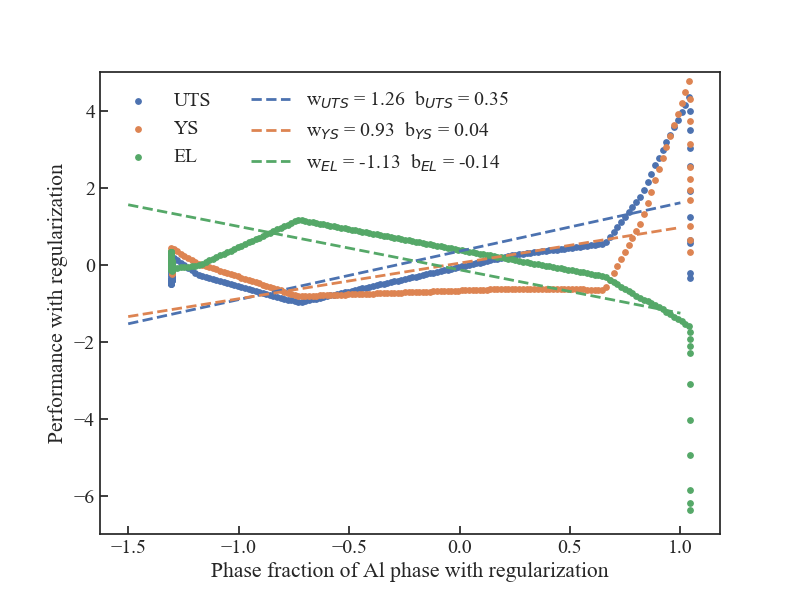 UTS
YS
EL
w_UTS = 1.26 b_UTS = 0.35
w_YS = 0.93 b_YS = 0.04
w_EL = -1.13 b_EL = -0.14
Performance with regularization
4
2
0
−2
−4
−6
−1.5 −1.0 −0.5 0.0 0.5 1.0
Phase fraction of Al phase with regularization